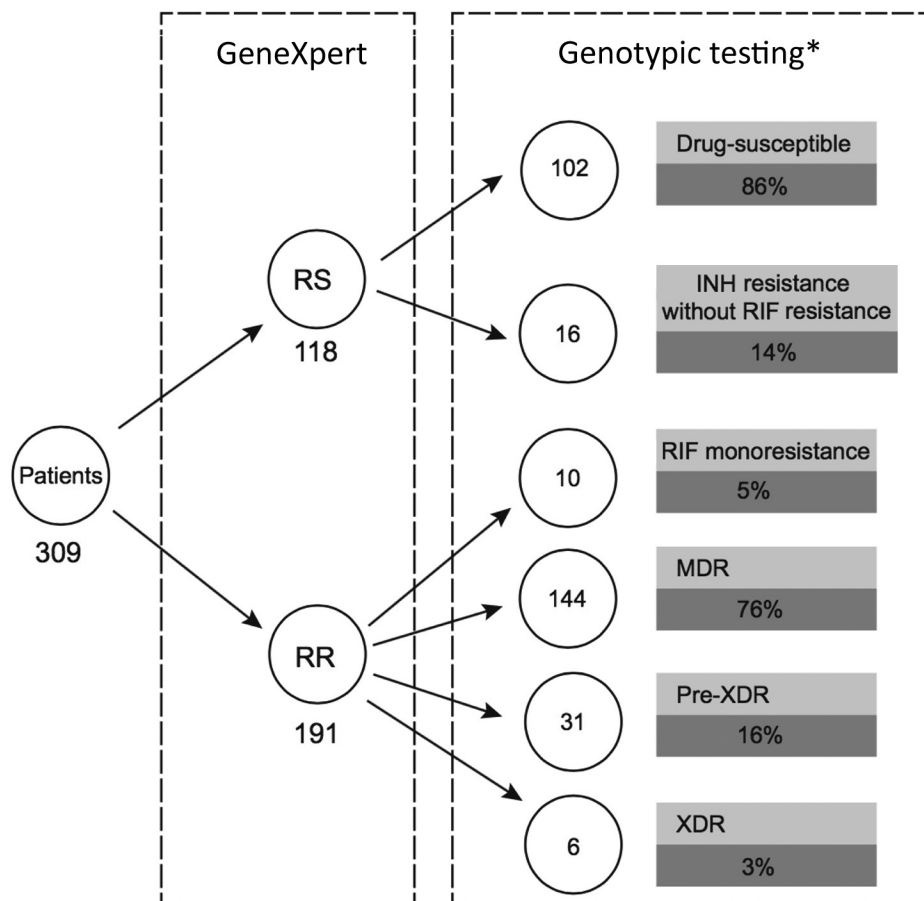 GeneXpert
Genotypic testing*
Patients
309
RS
118
RR
191
102
Drug-susceptible
86%
16
INH resistance
without RIF resistance
14%
10
RIF monoresistance
5%
144
MDR
76%
31
Pre-XDR
16%
6
XDR
3%